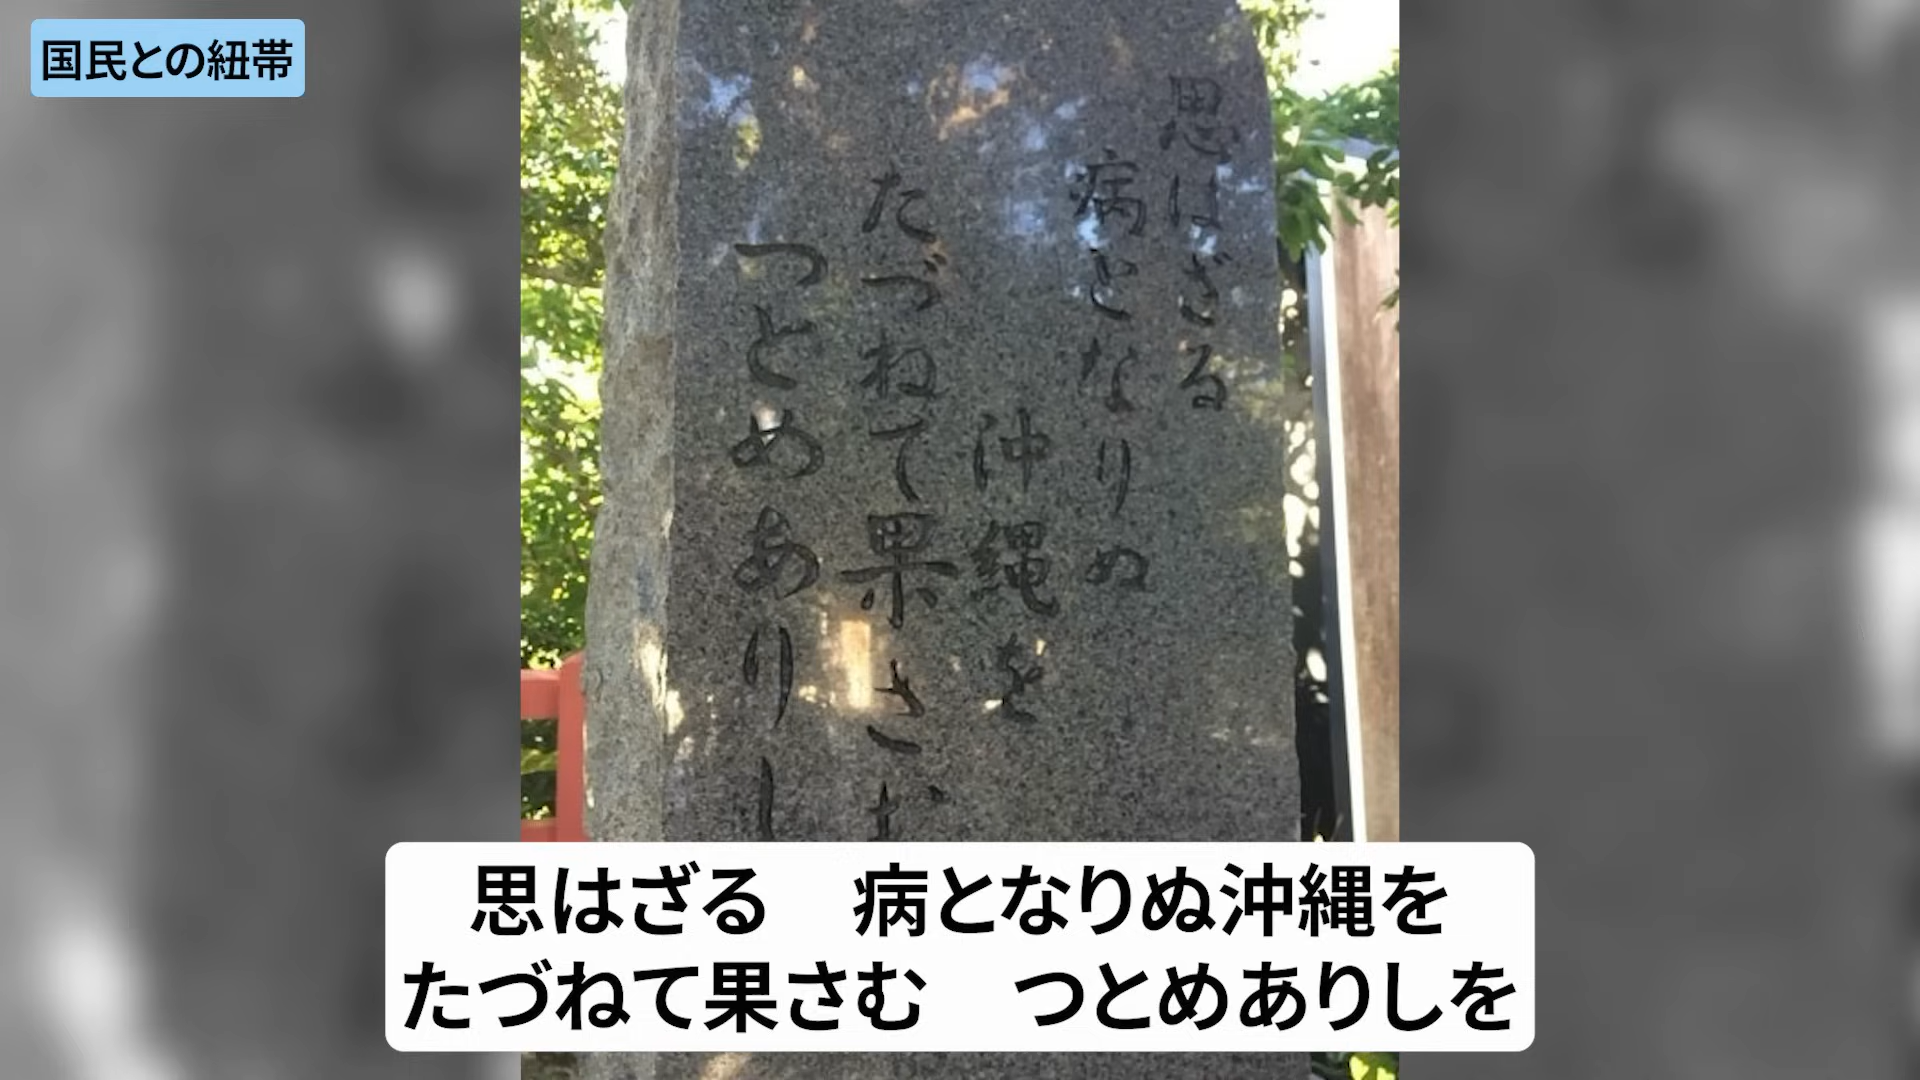 国民との紐帯
思はざる
病となりぬ
沖縄を
たづねて果さむ
つとめありし
思はざる　病となりぬ沖縄を
たづねて果さむ　つとめありしを